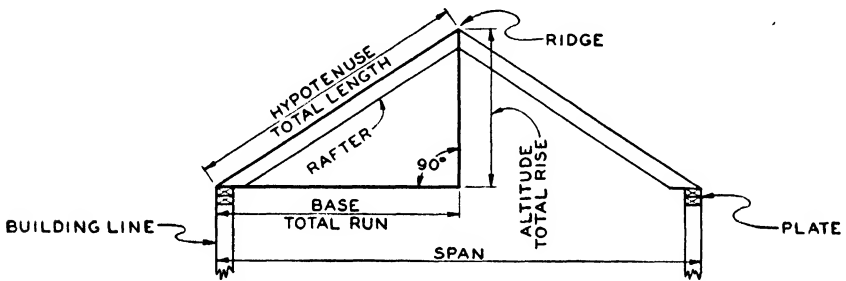 RIDGE
HYPOTENUSE
TOTAL LENGTH
RAFTER
90°
ALTITUDE
TOTAL RISE
BASE
TOTAL RUN
BUILDING LINE
PLATE
SPAN